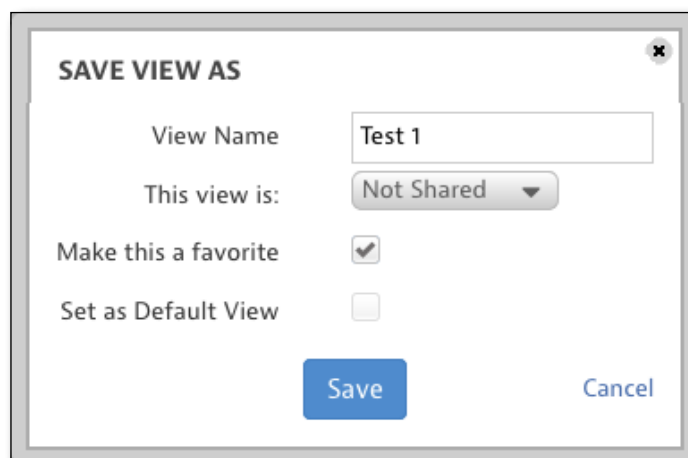 SAVE VIEW AS
View Name Test 1
This view is: Not Shared
Make this a favorite
Set as Default View
Save Cancel